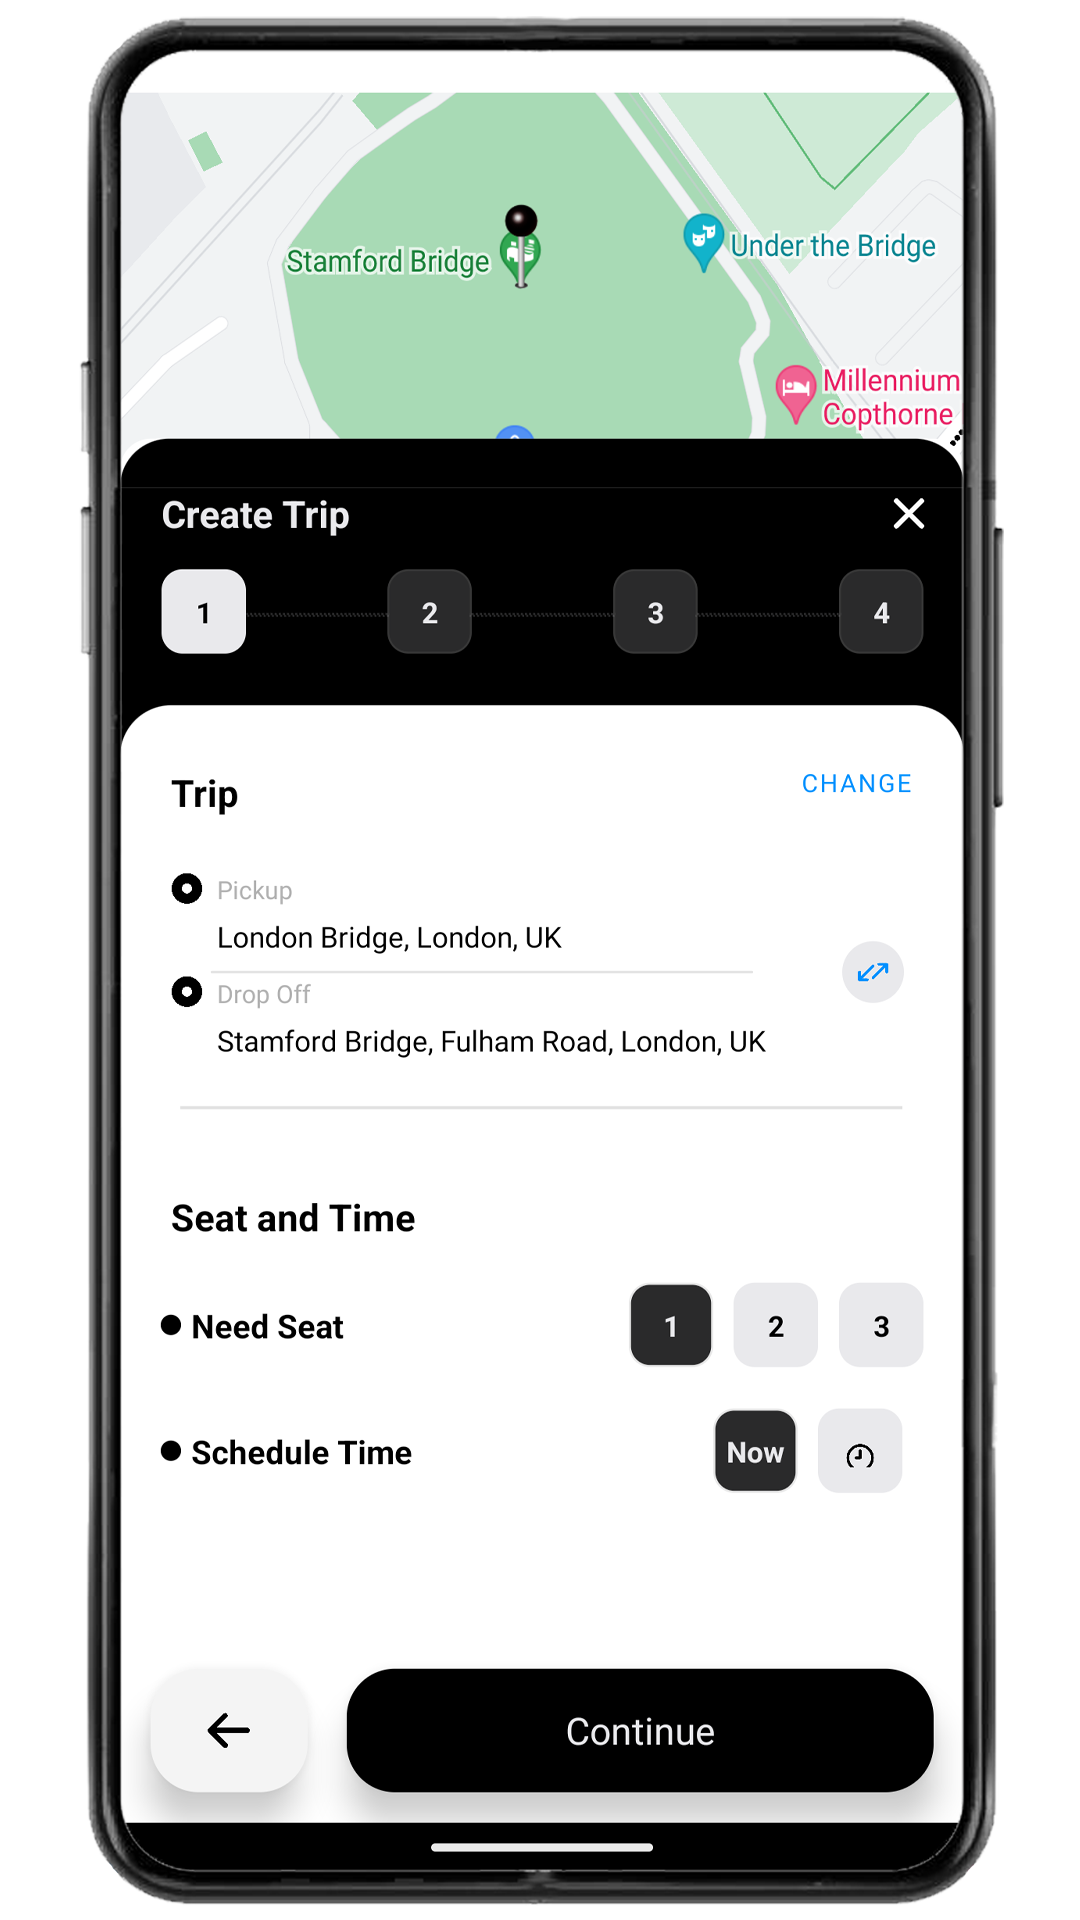 Stamford Bridge
Under the Bridge
Millennium
Copthorne
Create Trip
1 2 3 4
Trip
CHANGE
Pickup
London Bridge, London, UK
Drop Off
Stamford Bridge, Fulham Road, London, UK
Seat and Time
Need Seat 1 2 3
Schedule Time Now
Continue